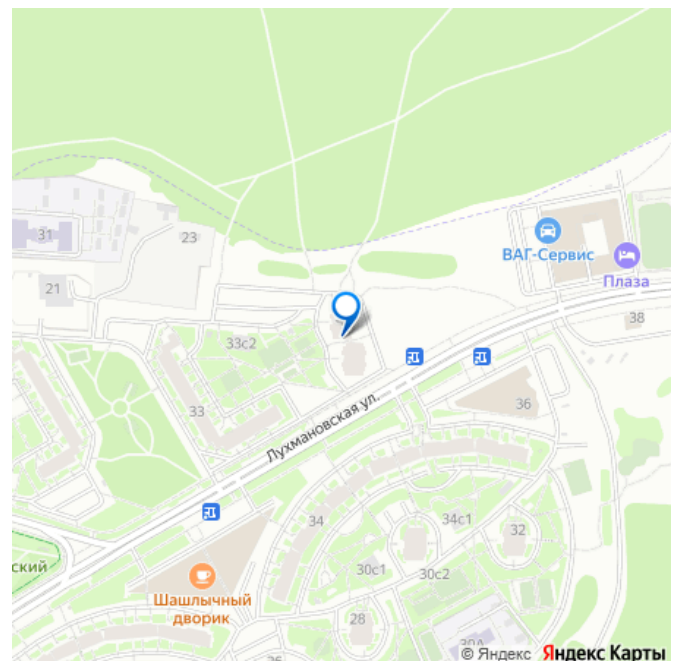 31
23
ВАГ-Сервис
Плаза
21
38
33с2
36
33
Лухмановская ул.
34
34с1
32
ский
30с1
30с2
Шашлычный
дворик
28
30А
26
© Яндекс Яндекс Карты